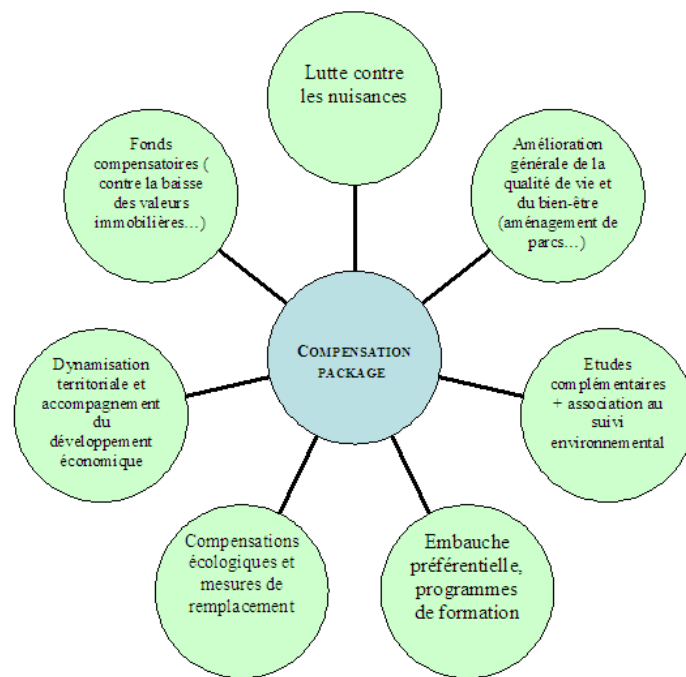 Lutte contre
les nuisances
Fonds
compensatoires (
contre la baisse
des valeurs
immobilières...)
Amélioration
générale de la
qualité de vie et
du bien-être
(aménagement de
parcs...)
COMPENSATION
PACKAGE
Dynamisation
territoriale et
accompagnement
du
développement
économique
Etudes
complémentaires
+ association au
suivi
environnemental
Compensations
écologiques et
mesures de
remplacement
Embauche
préférentielle,
programmes
de formation